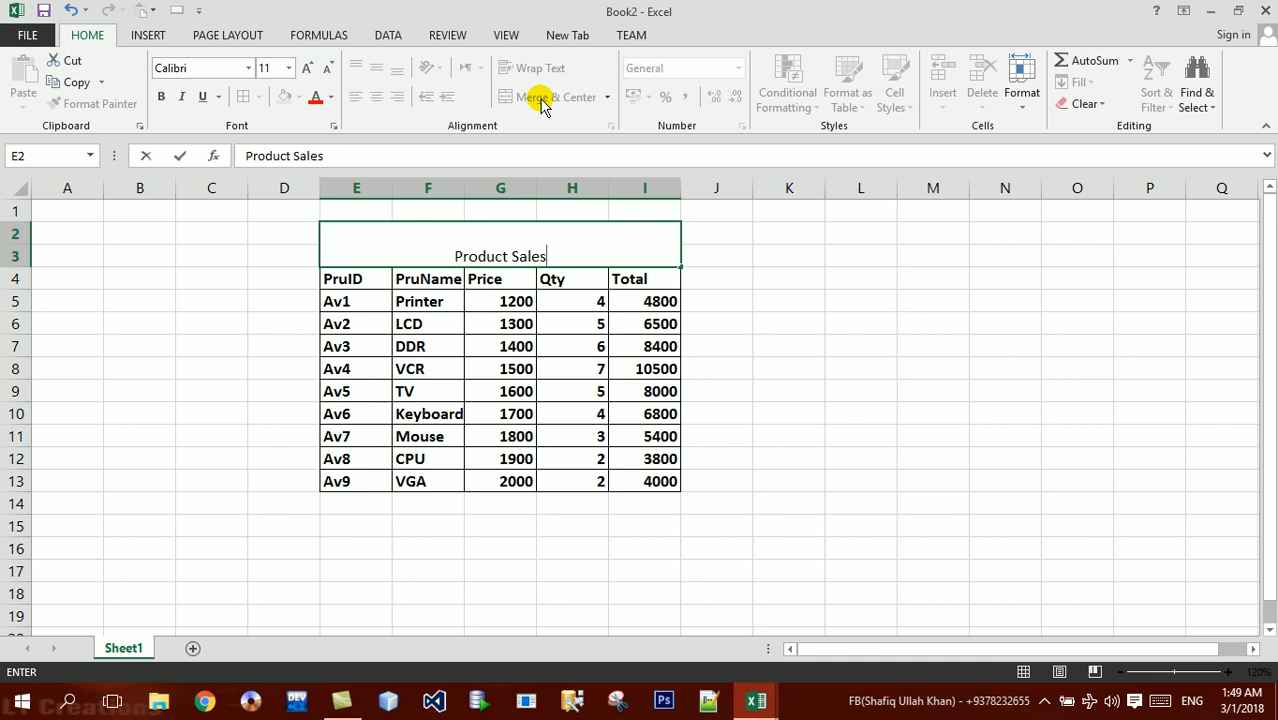 Book2 - Excel
FILE HOME INSERT PAGE LAYOUT FORMULAS DATA REVIEW VIEW New Tab TEAM Sign in
Paste
Cut
Copy
Format Painter
Clipboard
Calibri 11
B I U
Font
Wrap Text
Merge & Center
Alignment
General
Number
Conditional Formatting
Format as Table
Cell Styles
Styles
Insert Delete Format
Cells
AutoSum
Fill
Clear
Sort & Filter
Find & Select
Editing
E2 fx Product Sales
A B C D E F G H I J K L M N O P Q
1
2
3 Product Sales
4 PruID PruName Price Qty Total
5 Av1 Printer 1200 4 4800
6 Av2 LCD 1300 5 6500
7 Av3 DDR 1400 6 8400
8 Av4 VCR 1500 7 10500
9 Av5 TV 1600 5 8000
10 Av6 Keyboard 1700 4 6800
11 Av7 Mouse 1800 3 5400
12 Av8 CPU 1900 2 3800
13 Av9 VGA 2000 2 4000
14
15
16
17
18
19
Sheet1
ENTER 120%
LT Creations
DEV
Ps
FB(Shafiq Ullah Khan) - +9378232655 ENG
1:49 AM
3/1/2018